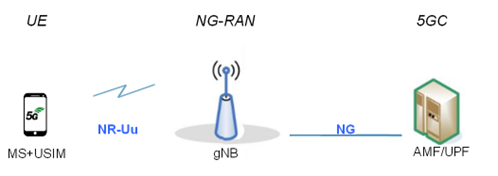 UE
NG-RAN
5GC
5G
NR-Uu
NG
MS+USIM
gNB
AMF/UPF